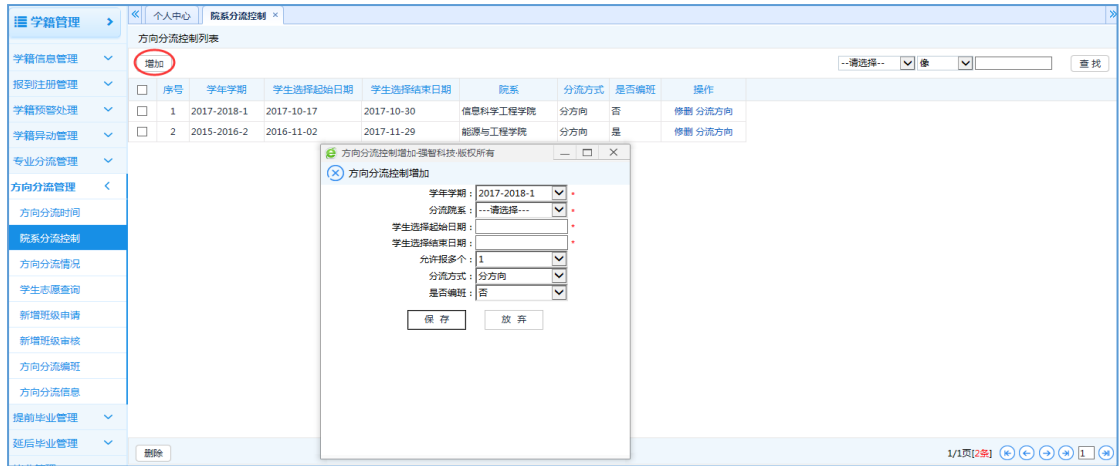 学籍管理
个人中心 院系分流控制 ×
方向分流控制列表
增加
--请选择-- 像 查 找
序号 学年学期 学生选择起始日期 学生选择结束日期 院系 分流方式 是否编班 操作
1 2017-2018-1 2017-10-17 2017-10-30 信息科学工程学院 分方向 否 修删 分流方向
2 2015-2016-2 2016-11-02 2017-11-29 能源与工程学院 分方向 是 修删 分流方向
学籍信息管理
报到注册管理
学籍预警处理
学籍异动管理
专业分流管理
方向分流管理
方向分流时间
院系分流控制
方向分流情况
学生志愿查询
新增班级申请
新增班级审核
方向分流编班
方向分流信息
提前毕业管理
延后毕业管理
方向分流控制增加-强智科技·版权所有
方向分流控制增加
学年学期：2017-2018-1 *
分流院系：---请选择--- *
学生选择起始日期： *
学生选择结束日期： *
允许报多个：1
分流方式：分方向
是否编班：否
保 存 放 弃
删除
1/1页[2条] 1